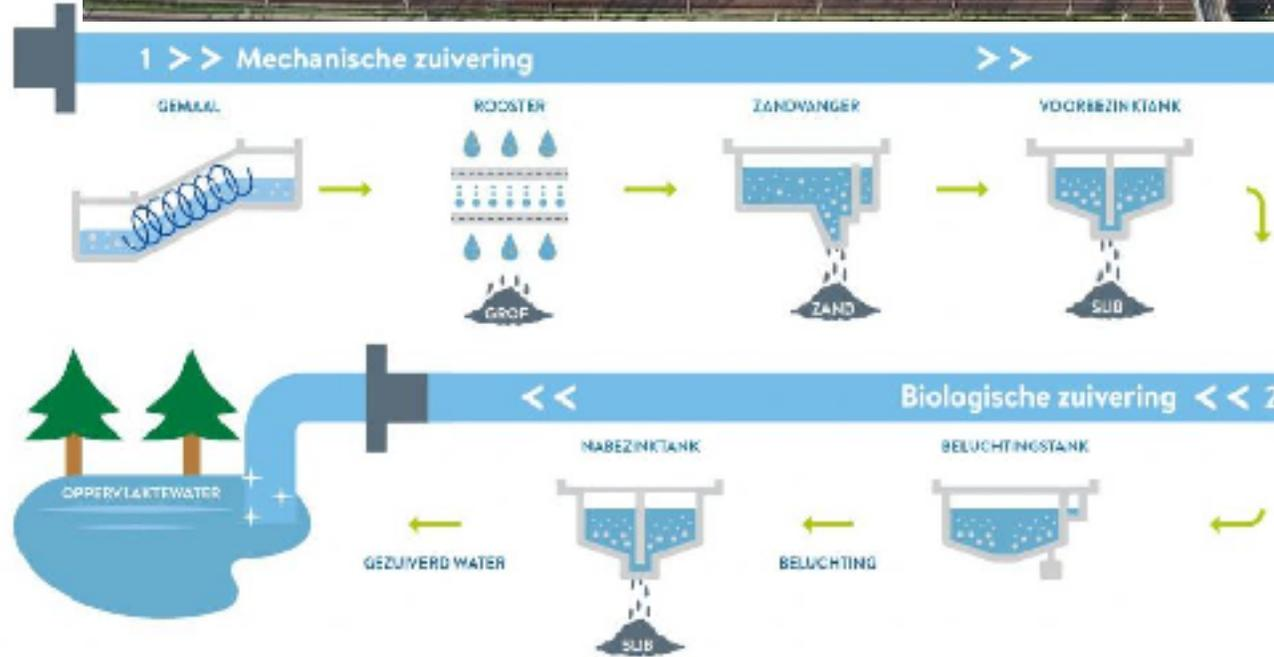 1 >> Mechanische zuivering >>
GEMAAL ROOSTER ZANDVANGER VOORBEZINKTANK
GROF ZAND SLIB
<< Biologische zuivering << 2
NABEZINKTANK BELUCHTINGSTANK
OPPERVLAKTEWATER
GEZUIVERD WATER BELUCHTING
SLIB